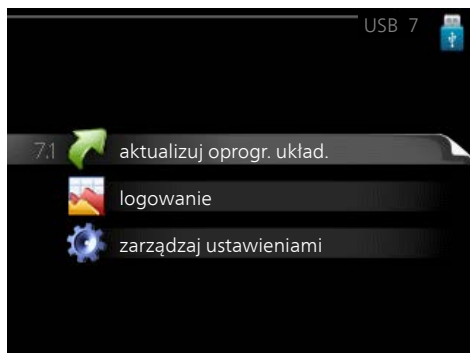 USB 7
7.1 aktualizuj oprogr. układ.
logowanie
zarządzaj ustawieniami